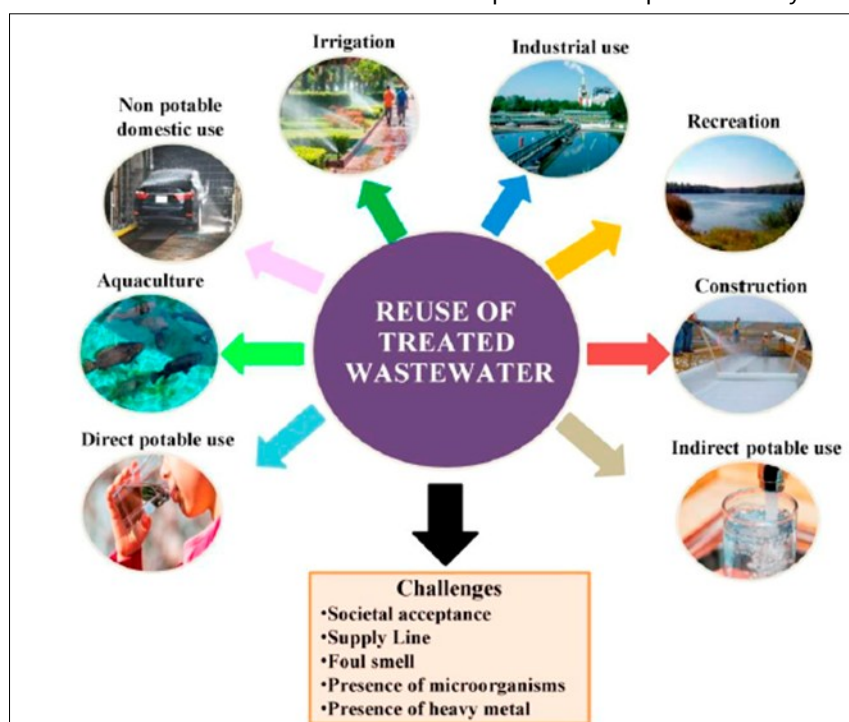 Irrigation
Industrial use
Non potable
domestic use
Recreation
Aquaculture
Construction
REUSE OF
TREATED
WASTEWATER
Direct potable use
Indirect potable use
Challenges
•Societal acceptance
•Supply Line
•Foul smell
•Presence of microorganisms
•Presence of heavy metal